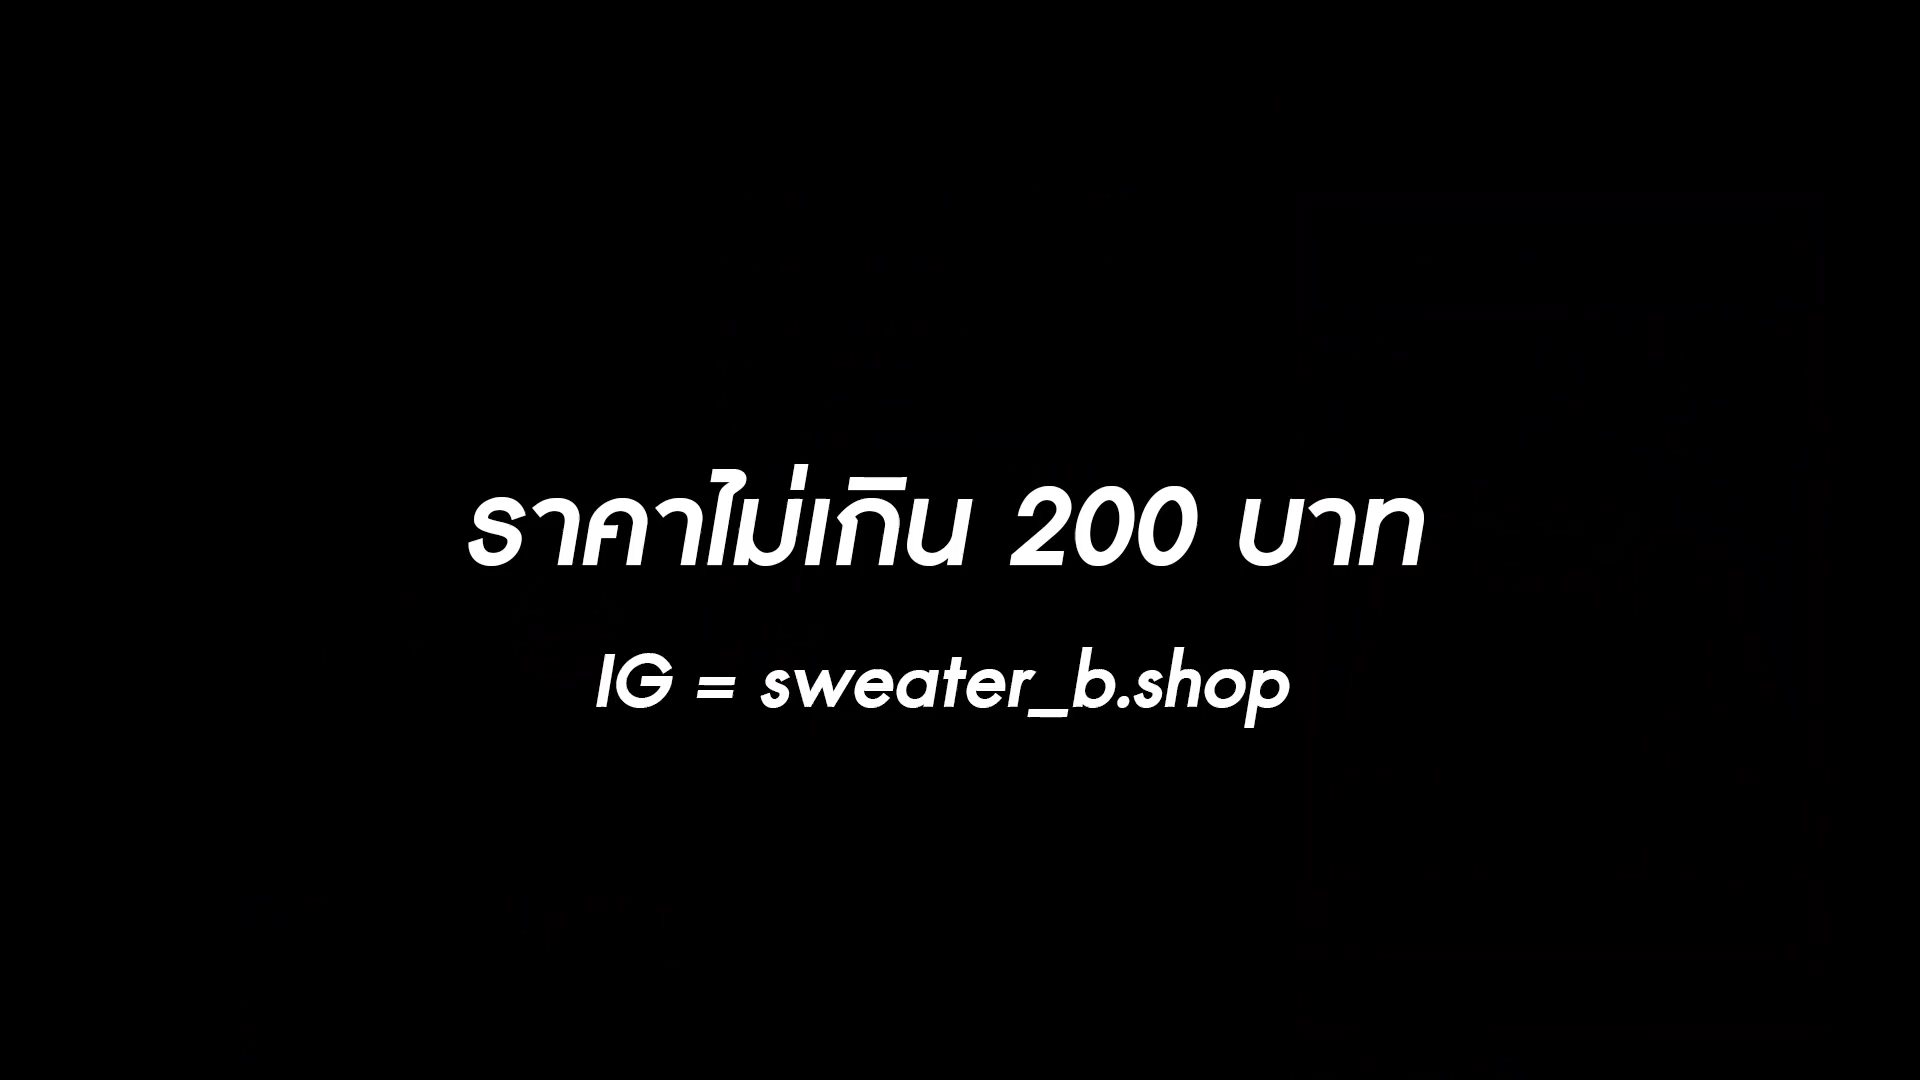 ราคาไม่เกิน 200 บาท
IG = sweater_b.shop